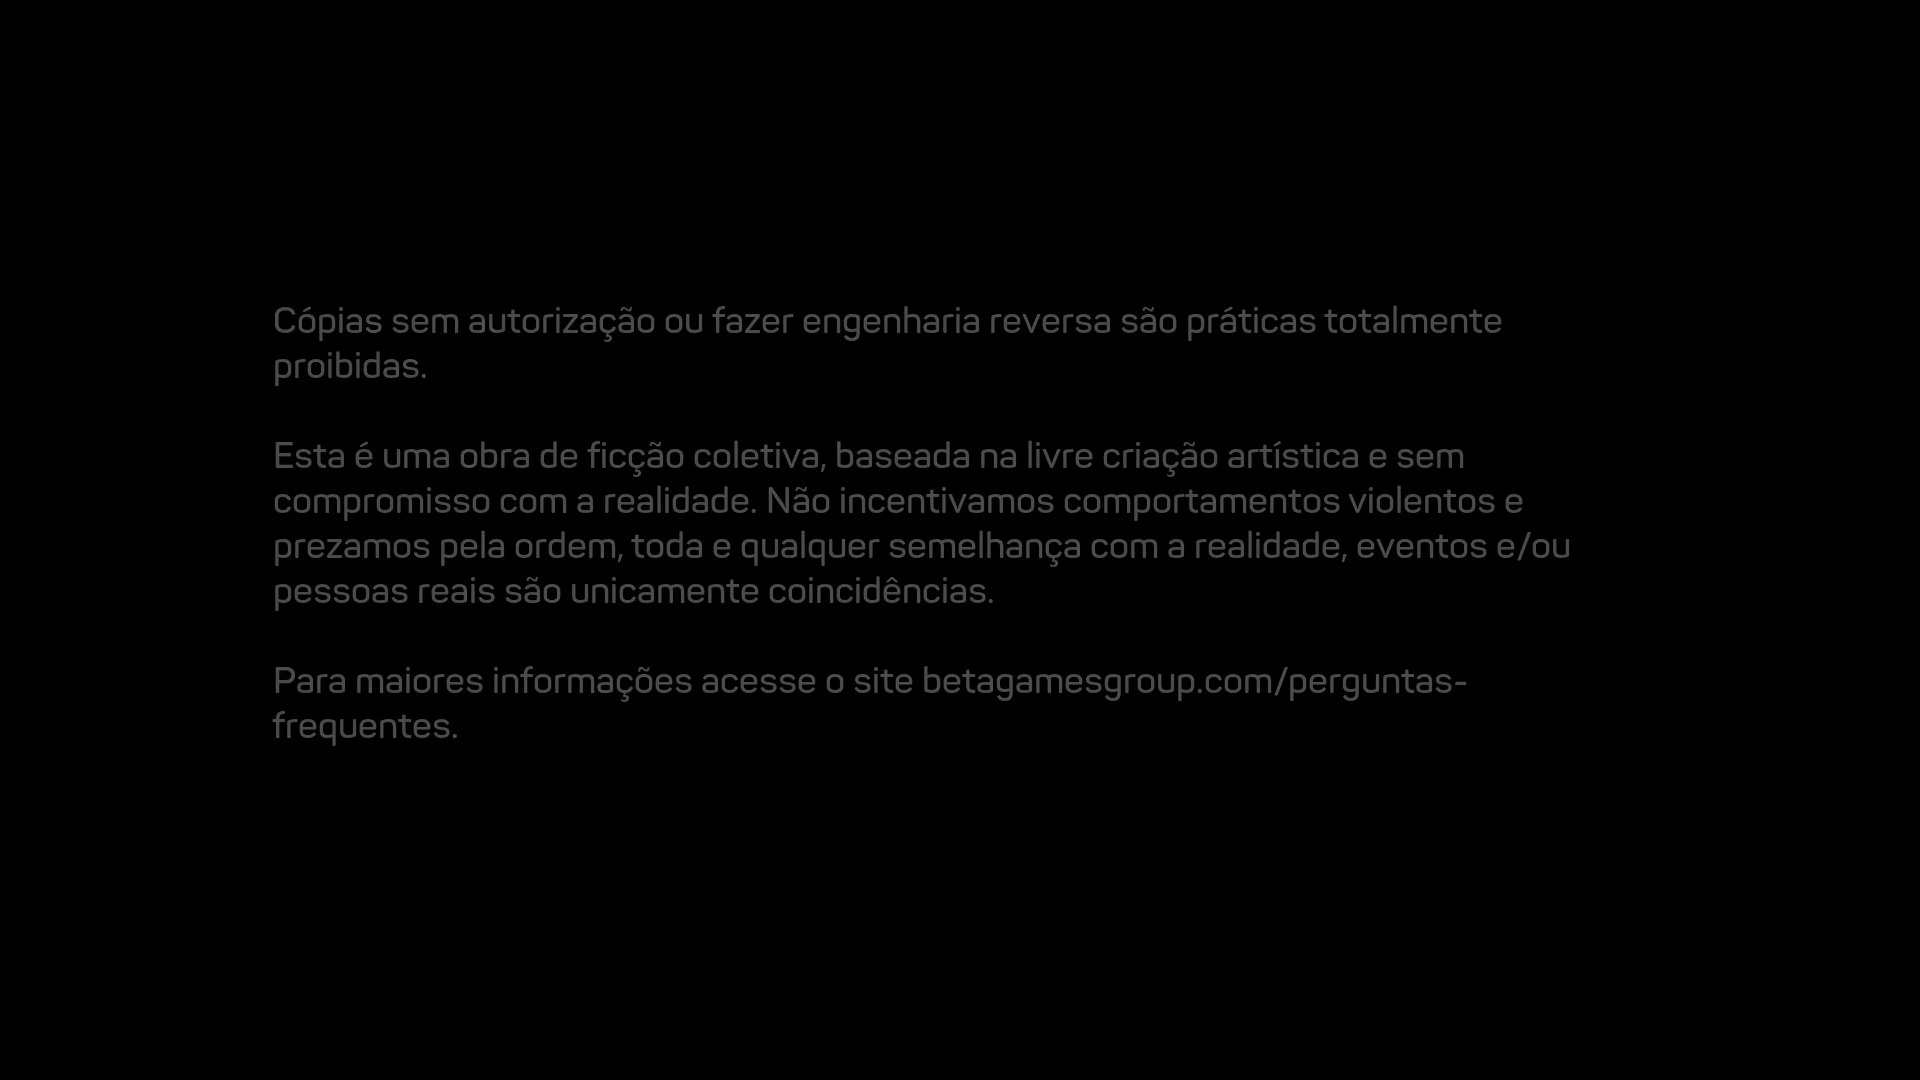 Cópias sem autorização ou fazer engenharia reversa são práticas totalmente
proibidas.
Esta é uma obra de ficção coletiva, baseada na livre criação artística e sem
compromisso com a realidade. Não incentivamos comportamentos violentos e
prezamos pela ordem, toda e qualquer semelhança com a realidade, eventos e/ou
pessoas reais são unicamente coincidências.
Para maiores informações acesse o site betagamesgroup.com/perguntas-
frequentes.